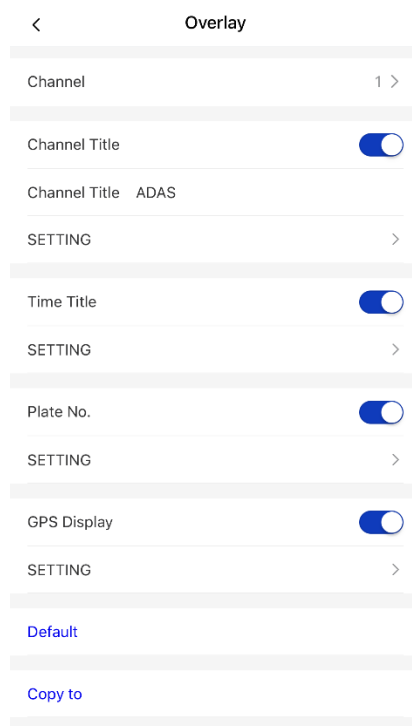 Overlay
Channel 1
Channel Title
Channel Title ADAS
SETTING
Time Title
SETTING
Plate No.
SETTING
GPS Display
SETTING
Default
Copy to